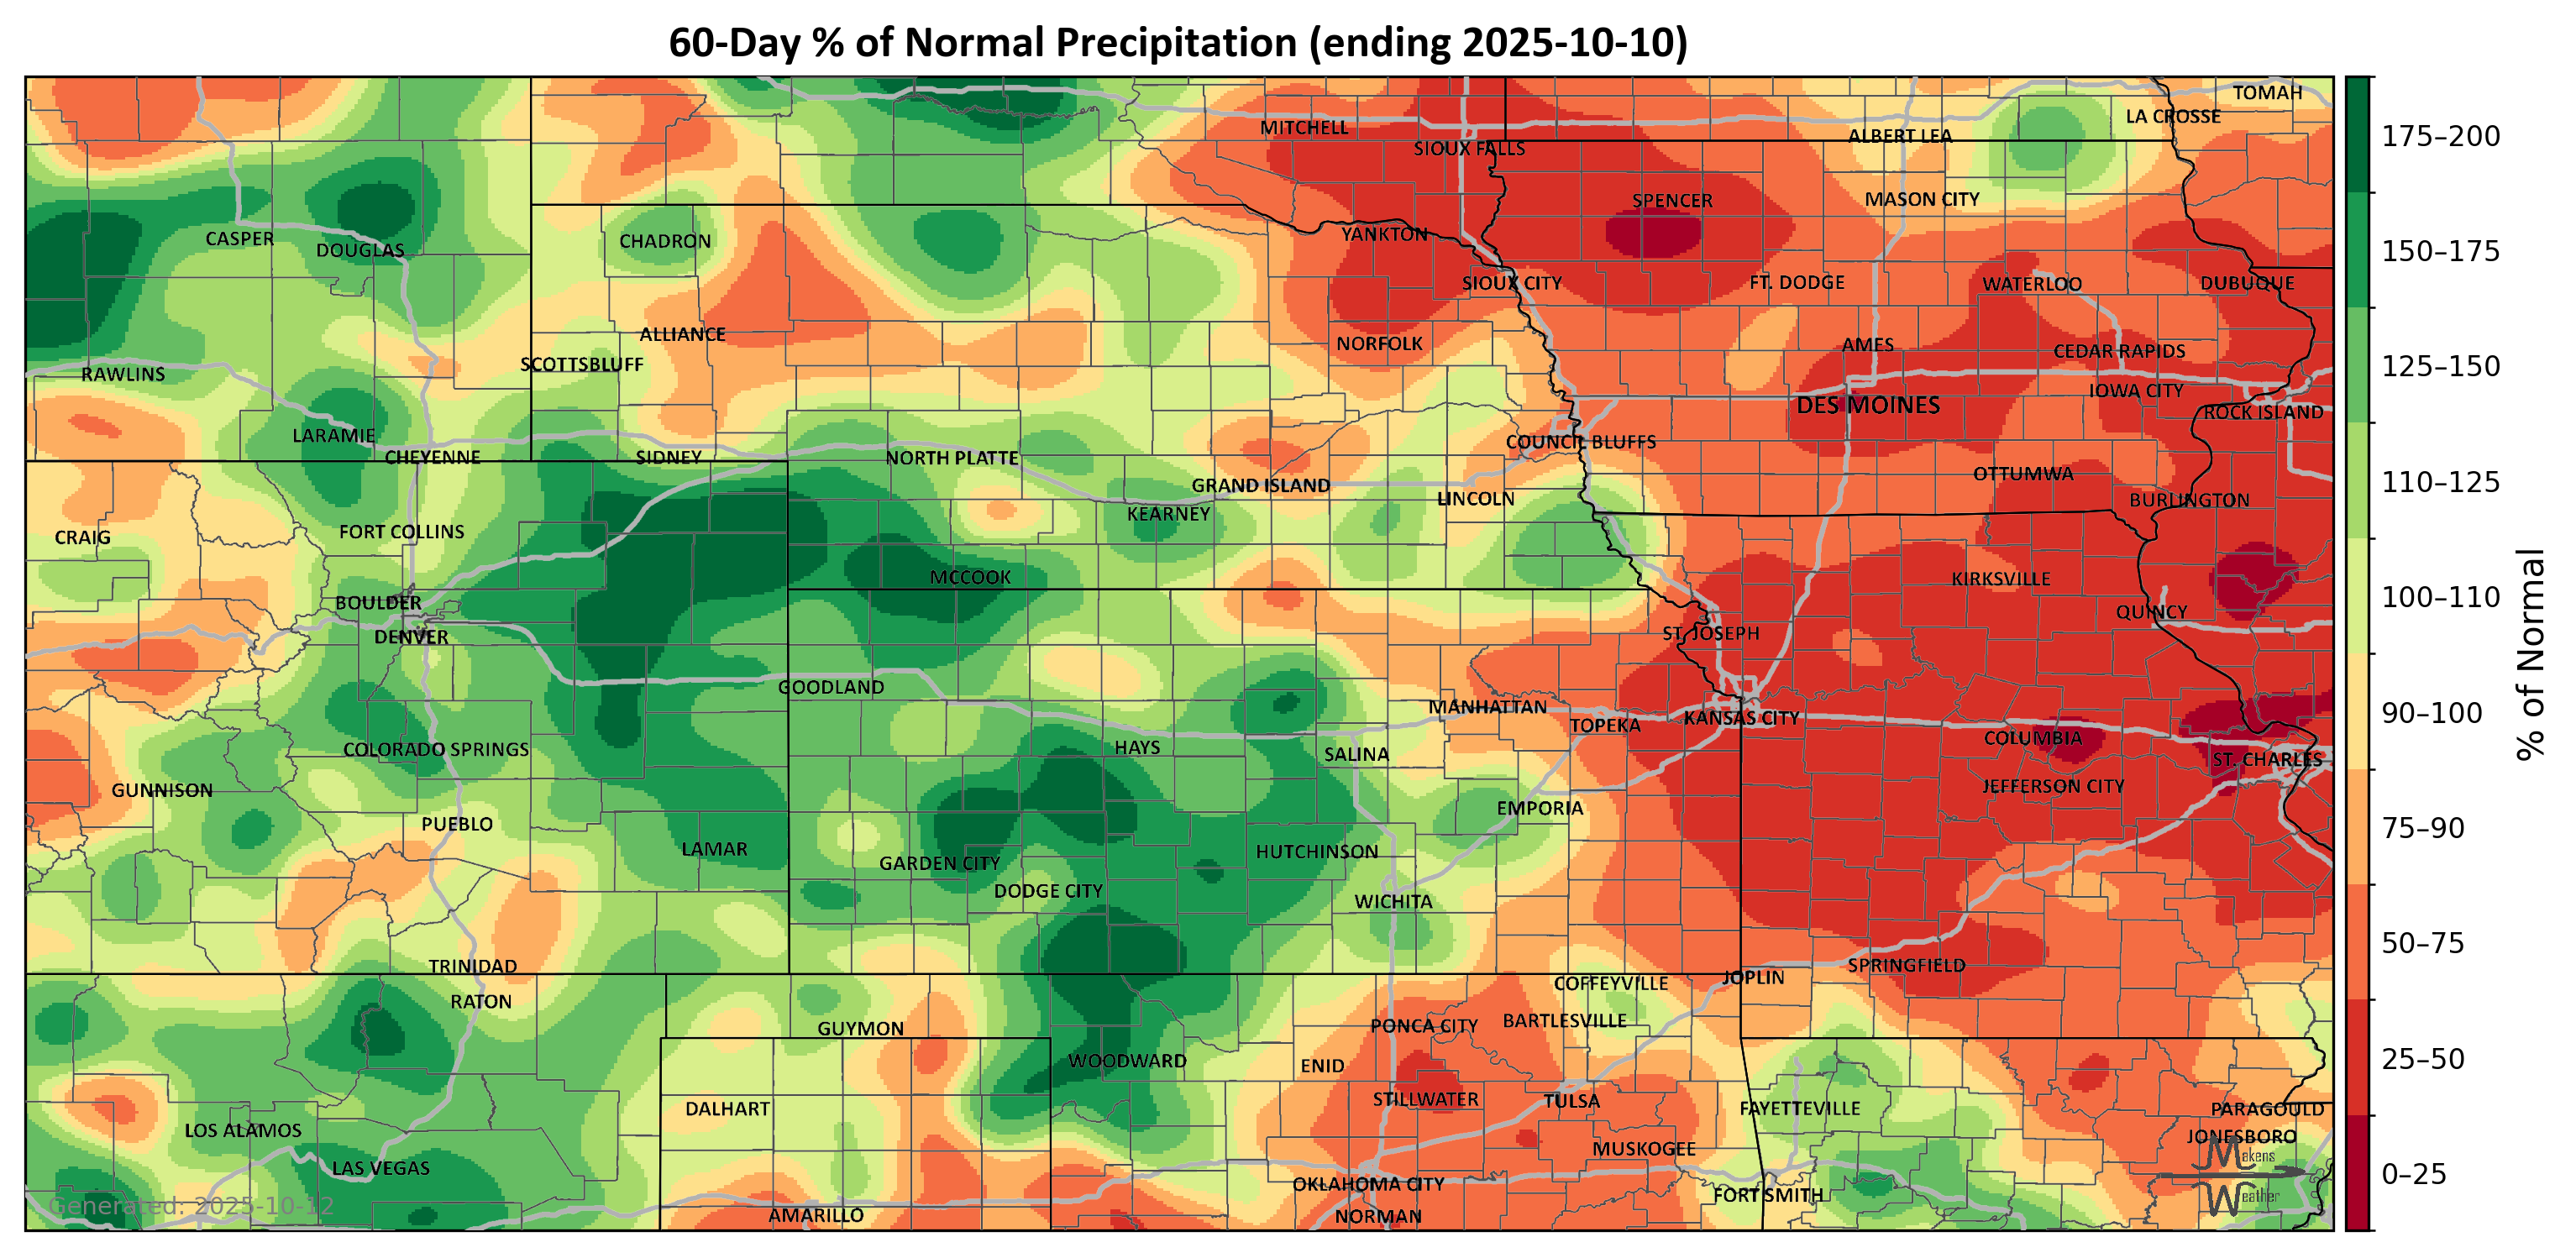 60-Day % of Normal Precipitation (ending 2025-10-10)
TOMAH
LA CROSSE
MITCHELL
ALBERT LEA
SIOUX FALLS
SPENCER
MASON CITY
CASPER
DOUGLAS
CHADRON
YANKTON
SIOUX CITY
FT. DODGE
WATERLOO
DUBUQUE
ALLIANCE
NORFOLK
AMES
CEDAR RAPIDS
SCOTTSBLUFF
RAWLINS
IOWA CITY
DES MOINES
ROCK ISLAND
LARAMIE
COUNCIL BLUFFS
CHEYENNE
SIDNEY
NORTH PLATTE
OTTUMWA
GRAND ISLAND
LINCOLN
BURLINGTON
KEARNEY
CRAIG
FORT COLLINS
MCCOOK
KIRKSVILLE
BOULDER
QUINCY
DENVER
ST. JOSEPH
GOODLAND
MANHATTAN
TOPEKA
KANSAS CITY
COLUMBIA
COLORADO SPRINGS
HAYS
SALINA
ST. CHARLES
GUNNISON
JEFFERSON CITY
EMPORIA
PUEBLO
LAMAR
GARDEN CITY
HUTCHINSON
DODGE CITY
WICHITA
TRINIDAD
SPRINGFIELD
JOPLIN
COFFEYVILLE
RATON
GUYMON
PONCA CITY
BARTLESVILLE
WOODWARD
ENID
DALHART
STILLWATER
TULSA
FAYETTEVILLE
PARAGOULD
LOS ALAMOS
JONESBORO
MUSKOGEE
LAS VEGAS
OKLAHOMA CITY
FORT SMITH
AMARILLO
NORMAN
Generated: 2025-10-12
Makens
Weather
175–200
150–175
125–150
110–125
100–110
90–100
75–90
50–75
25–50
0–25
% of Normal